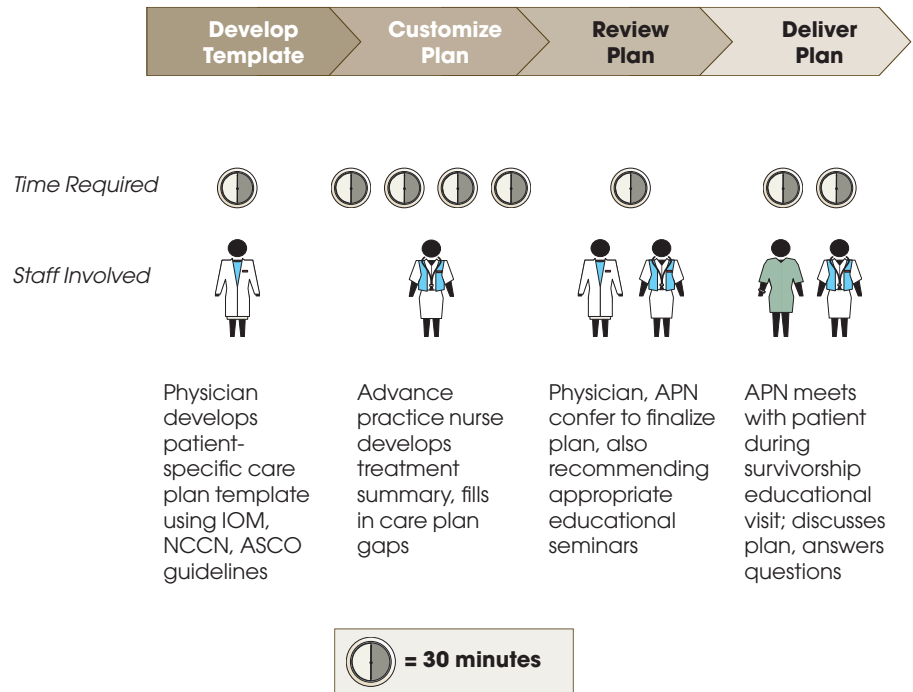 Develop
Template
Customize
Plan
Review
Plan
Deliver
Plan
Time Required
Staff Involved
Physician
develops
patient-
specific care
plan template
using IOM,
NCCN, ASCO
guidelines
Advance
practice nurse
develops
treatment
summary, fills
in care plan
gaps
Physician, APN
confer to finalize
plan, also
recommending
appropriate
educational
seminars
APN meets
with patient
during
survivorship
educational
visit; discusses
plan, answers
questions
= 30 minutes